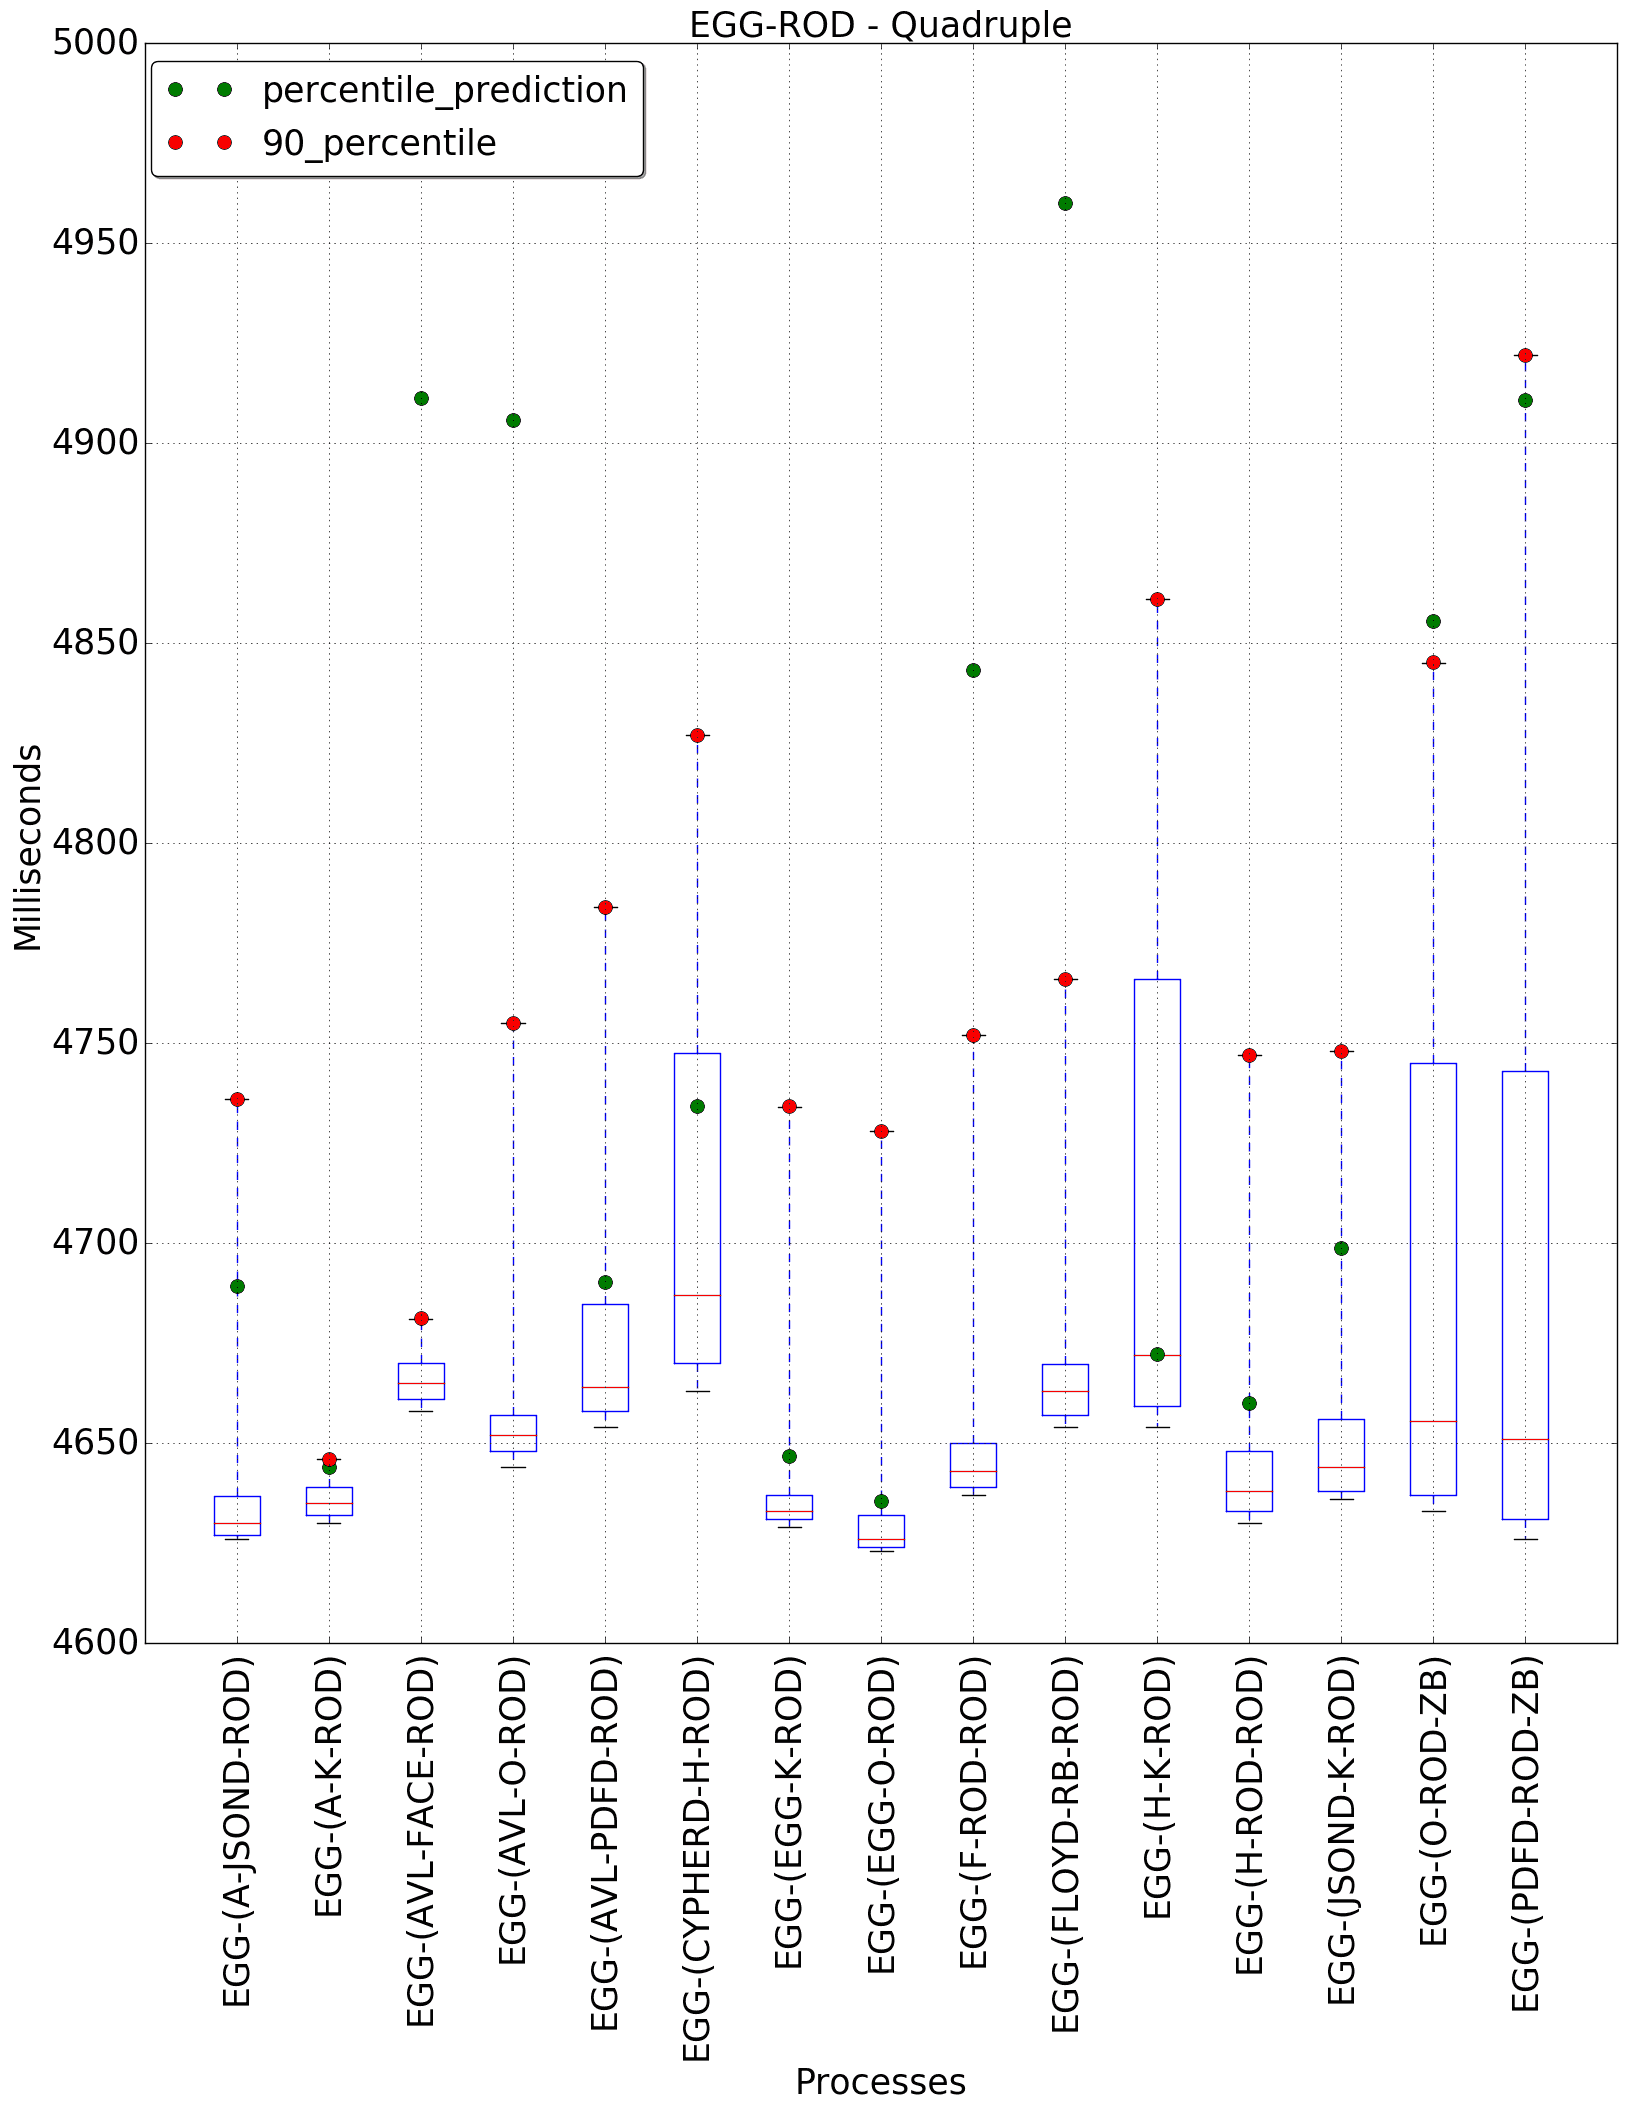 EGG-ROD - Quadruple
percentile_prediction
90_percentile
5000
4950
4900
4850
4800
4750
4700
4650
4600
Milliseconds
EGG-(A-JSOND-ROD)
EGG-(A-K-ROD)
EGG-(AVL-FACE-ROD)
EGG-(AVL-O-ROD)
EGG-(AVL-PDFD-ROD)
EGG-(CYPHERD-H-ROD)
EGG-(EGG-K-ROD)
EGG-(EGG-O-ROD)
EGG-(F-ROD-ROD)
EGG-(FLOYD-RB-ROD)
EGG-(H-K-ROD)
EGG-(H-ROD-ROD)
EGG-(JSOND-K-ROD)
EGG-(O-ROD-ZB)
EGG-(PDFD-ROD-ZB)
Processes